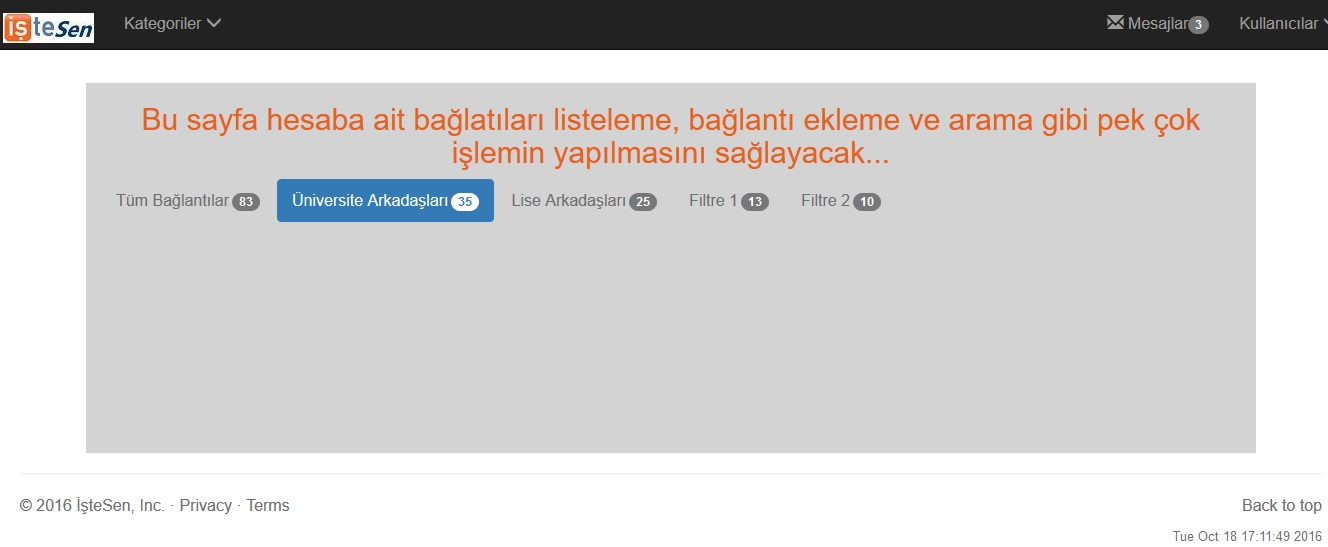 işteSen Kategoriler Mesajlar 3 Kullanıcılar
Bu sayfa hesaba ait bağlatıları listeleme, bağlantı ekleme ve arama gibi pek çok
işlemin yapılmasını sağlayacak...
Tüm Bağlantılar 83 Üniversite Arkadaşları 35 Lise Arkadaşları 25 Filtre 1 13 Filtre 2 10
© 2016 İşteSen, Inc. · Privacy · Terms Back to top
Tue Oct 18 17:11:49 2016